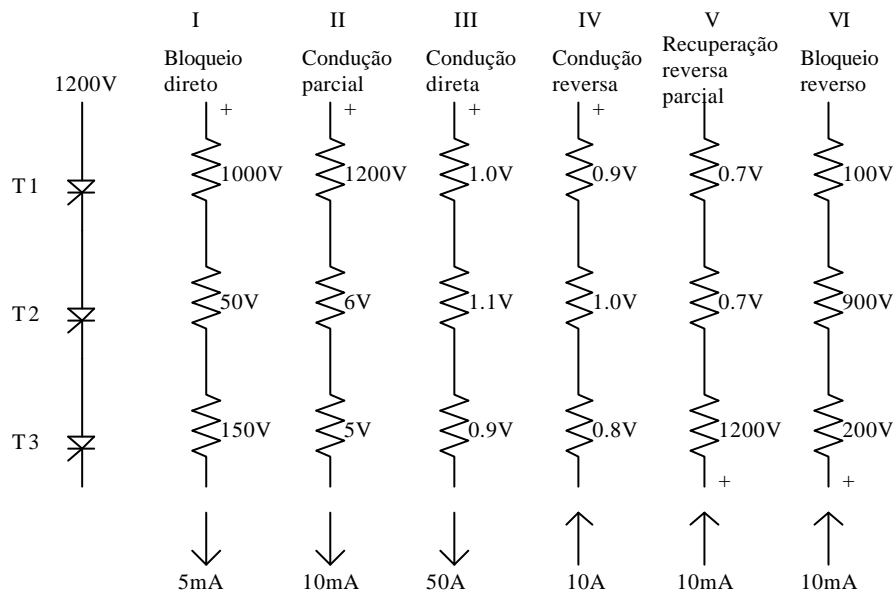 I II III IV V VI
1200V
Bloqueio
direto
Condução
parcial
Condução
direta
Condução
reversa
Recuperação
reversa
parcial
Bloqueio
reverso
+ + + +
T1 1000V 1200V 1.0V 0.9V 0.7V 100V
T2 50V 6V 1.1V 1.0V 0.7V 900V
T3 150V 5V 0.9V 0.8V 1200V 200V
+ +
5mA 10mA 50A 10A 10mA 10mA